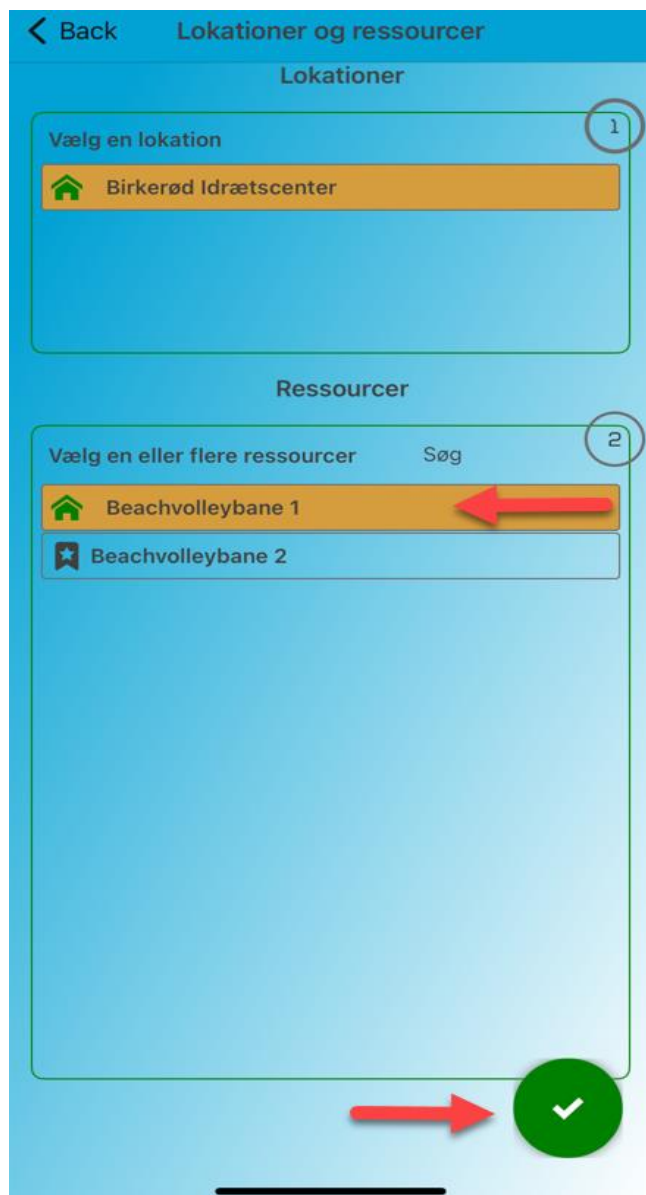 Back Lokationer og ressourcer
Lokationer
1
Vælg en lokation
Birkerød Idrætscenter
Ressourcer
2
Vælg en eller flere ressourcer Søg
Beachvolleybane 1
Beachvolleybane 2